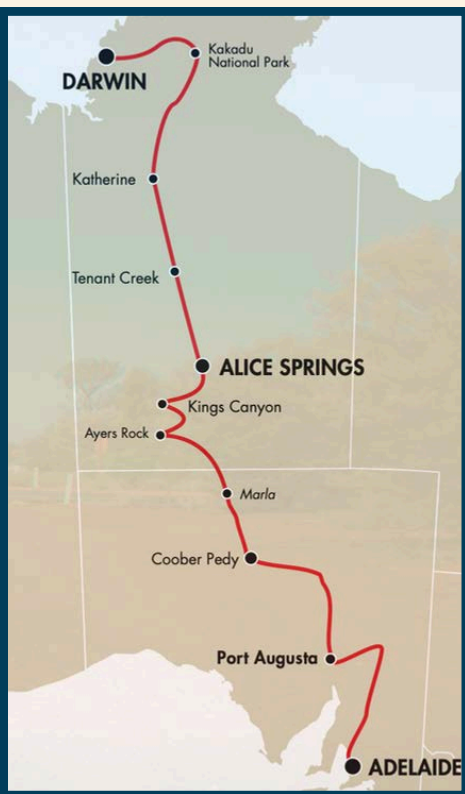 Kakadu
National Park
DARWIN
Katherine
Tenant Creek
ALICE SPRINGS
Kings Canyon
Ayers Rock
Marla
Coober Pedy
Port Augusta
ADELAIDE